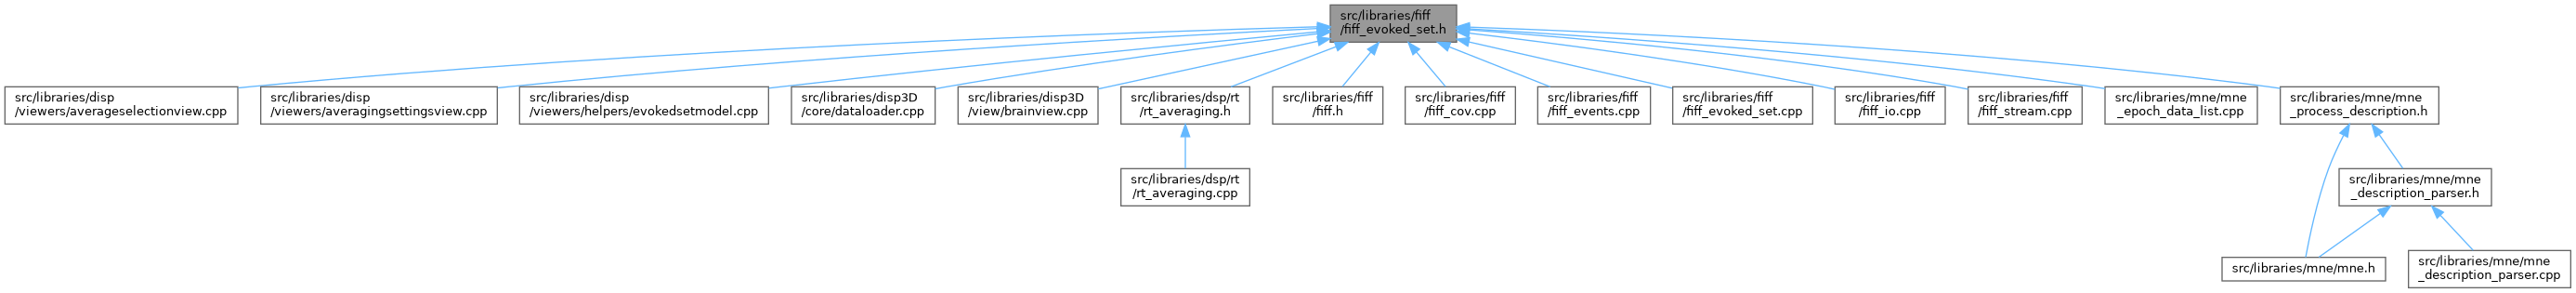 src/libraries/fiff
/fiff_evoked_set.h
src/libraries/disp
/viewers/averageselectionview.cpp
src/libraries/disp
/viewers/averagingsettingsview.cpp
src/libraries/disp
/viewers/helpers/evokedsetmodel.cpp
src/libraries/disp3D
/core/dataloader.cpp
src/libraries/disp3D
/view/brainview.cpp
src/libraries/dsp/rt
/rt_averaging.h
src/libraries/fiff
/fiff.h
src/libraries/fiff
/fiff_cov.cpp
src/libraries/fiff
/fiff_events.cpp
src/libraries/fiff
/fiff_evoked_set.cpp
src/libraries/fiff
/fiff_io.cpp
src/libraries/fiff
/fiff_stream.cpp
src/libraries/mne/mne
_epoch_data_list.cpp
src/libraries/mne/mne
_process_description.h
src/libraries/dsp/rt
/rt_averaging.cpp
src/libraries/mne/mne
_description_parser.h
src/libraries/mne/mne.h
src/libraries/mne/mne
_description_parser.cpp